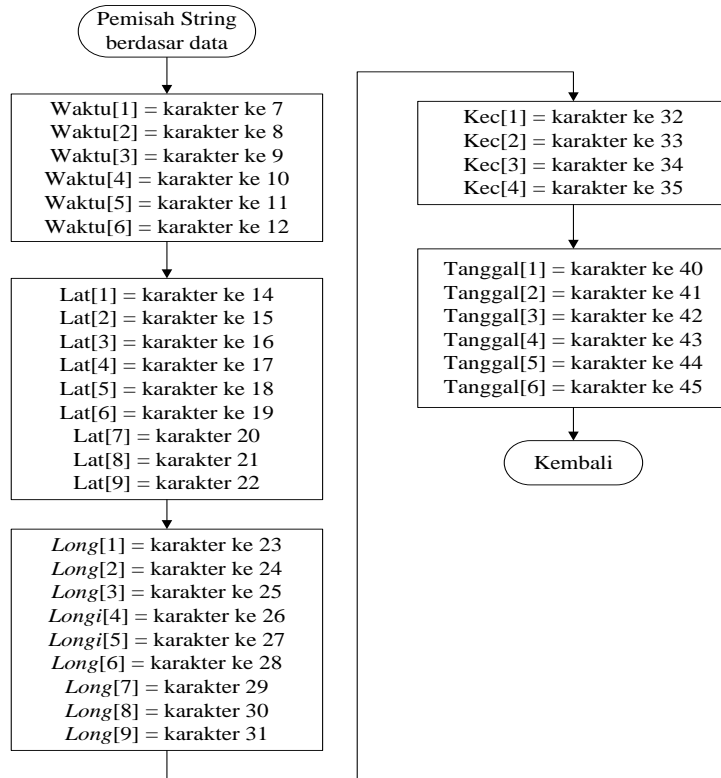 Pemisah String
berdasar data
Waktu[1] = karakter ke 7
Waktu[2] = karakter ke 8
Waktu[3] = karakter ke 9
Waktu[4] = karakter ke 10
Waktu[5] = karakter ke 11
Waktu[6] = karakter ke 12
Lat[1] = karakter ke 14
Lat[2] = karakter ke 15
Lat[3] = karakter ke 16
Lat[4] = karakter ke 17
Lat[5] = karakter ke 18
Lat[6] = karakter ke 19
Lat[7] = karakter 20
Lat[8] = karakter 21
Lat[9] = karakter 22
Long[1] = karakter ke 23
Long[2] = karakter ke 24
Long[3] = karakter ke 25
Longi[4] = karakter ke 26
Longi[5] = karakter ke 27
Long[6] = karakter ke 28
Long[7] = karakter 29
Long[8] = karakter 30
Long[9] = karakter 31
Kec[1] = karakter ke 32
Kec[2] = karakter ke 33
Kec[3] = karakter ke 34
Kec[4] = karakter ke 35
Tanggal[1] = karakter ke 40
Tanggal[2] = karakter ke 41
Tanggal[3] = karakter ke 42
Tanggal[4] = karakter ke 43
Tanggal[5] = karakter ke 44
Tanggal[6] = karakter ke 45
Kembali